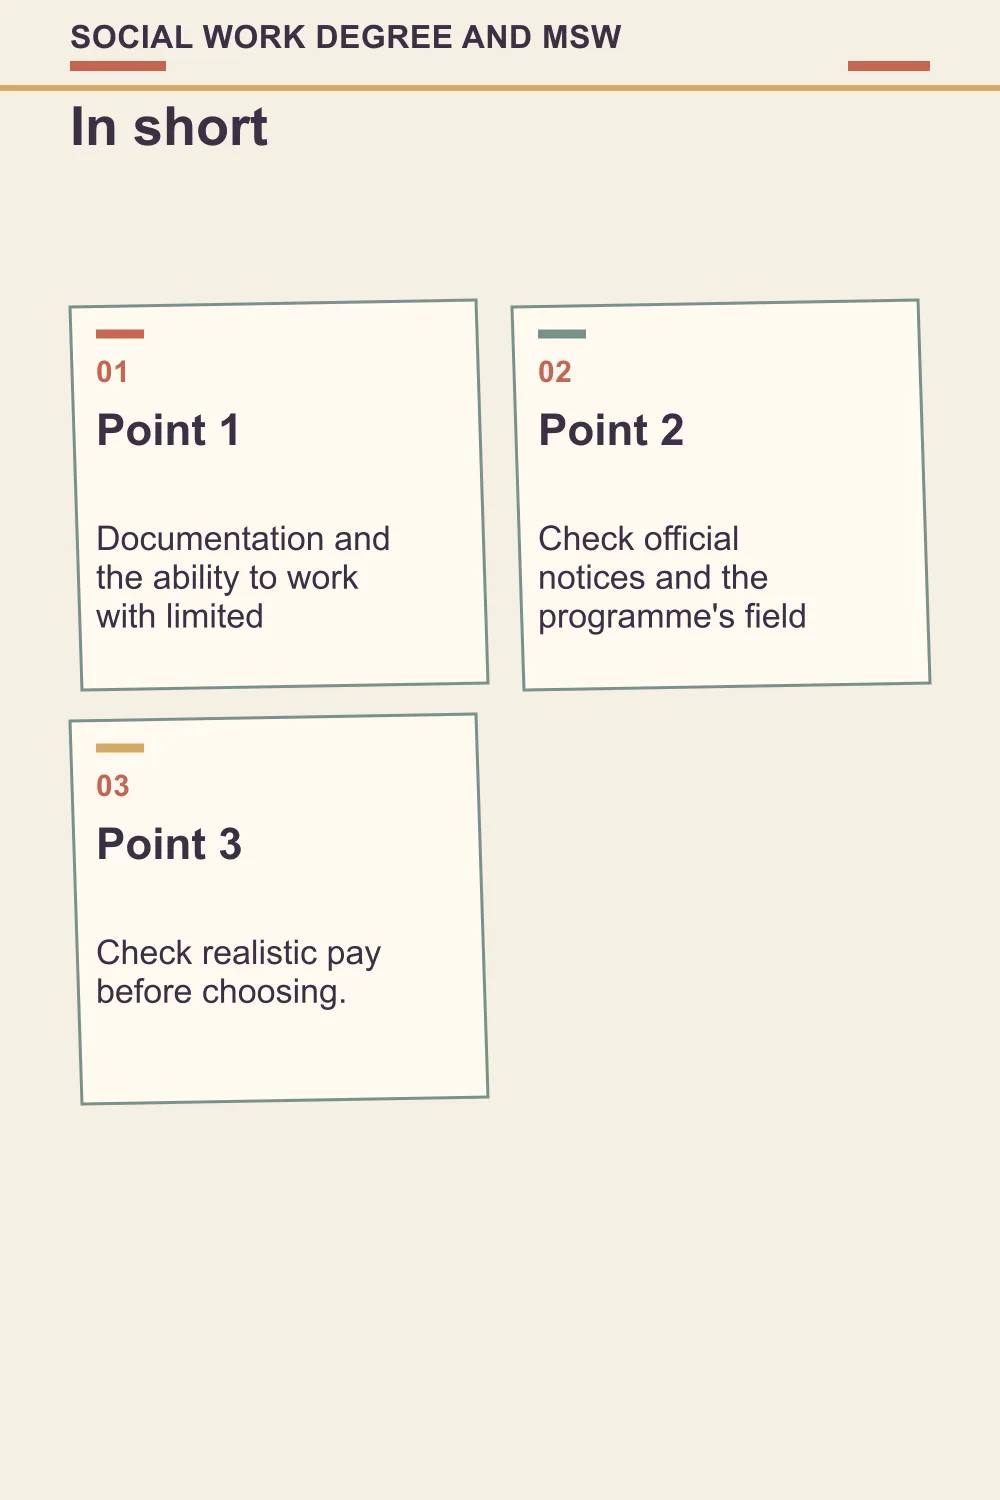 SOCIAL WORK DEGREE AND MSW
In short
01
Point 1
Documentation and
the ability to work
with limited
02
Point 2
Check official
notices and the
programme's field
03
Point 3
Check realistic pay
before choosing.